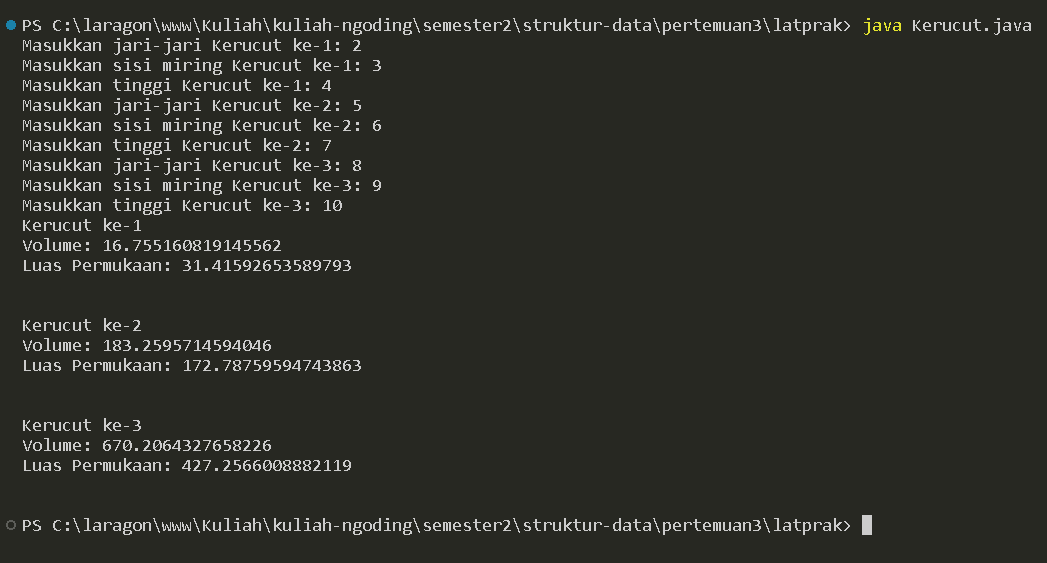 PS C:\laragon\www\Kuliah\kuliah-ngoding\semester2\struktur-data\pertemuan3\latprak> java Kerucut.java
Masukkan jari-jari Kerucut ke-1: 2
Masukkan sisi miring Kerucut ke-1: 3
Masukkan tinggi Kerucut ke-1: 4
Masukkan jari-jari Kerucut ke-2: 5
Masukkan sisi miring Kerucut ke-2: 6
Masukkan tinggi Kerucut ke-2: 7
Masukkan jari-jari Kerucut ke-3: 8
Masukkan sisi miring Kerucut ke-3: 9
Masukkan tinggi Kerucut ke-3: 10
Kerucut ke-1
Volume: 16.755160819145562
Luas Permukaan: 31.41592653589793
Kerucut ke-2
Volume: 183.2595714594046
Luas Permukaan: 172.78759594743863
Kerucut ke-3
Volume: 670.2064327658226
Luas Permukaan: 427.2566008882119
PS C:\laragon\www\Kuliah\kuliah-ngoding\semester2\struktur-data\pertemuan3\latprak>